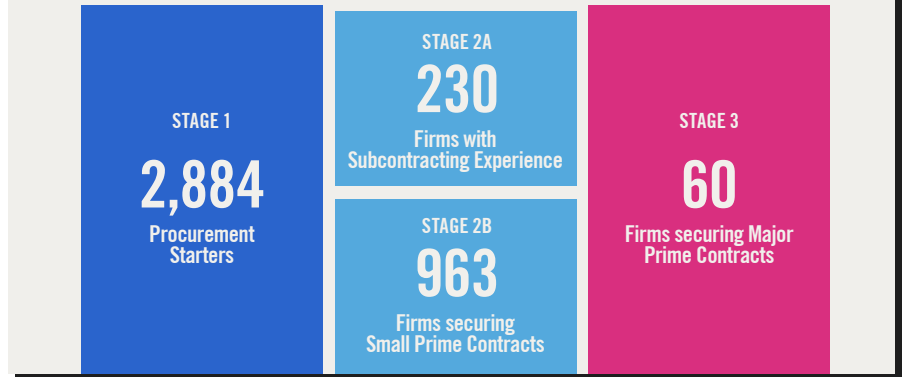 STAGE 1
2,884
Procurement
Starters
STAGE 2A
230
Firms with
Subcontracting Experience
STAGE 2B
963
Firms securing
Small Prime Contracts
STAGE 3
60
Firms securing Major
Prime Contracts